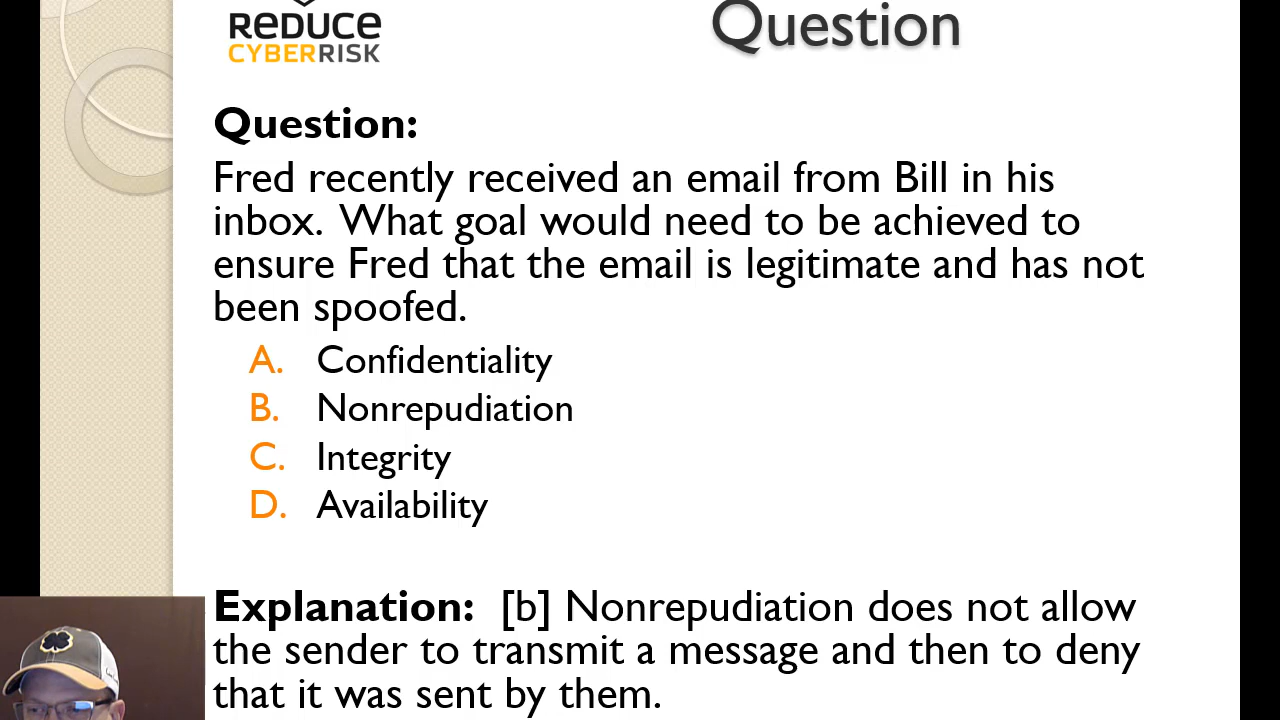 REDUCE
CYBERRISK
Question
Question:
Fred recently received an email from Bill in his
inbox. What goal would need to be achieved to
ensure Fred that the email is legitimate and has not
been spoofed.
A. Confidentiality
B. Nonrepudiation
C. Integrity
D. Availability
Explanation: [b] Nonrepudiation does not allow
the sender to transmit a message and then to deny
that it was sent by them.